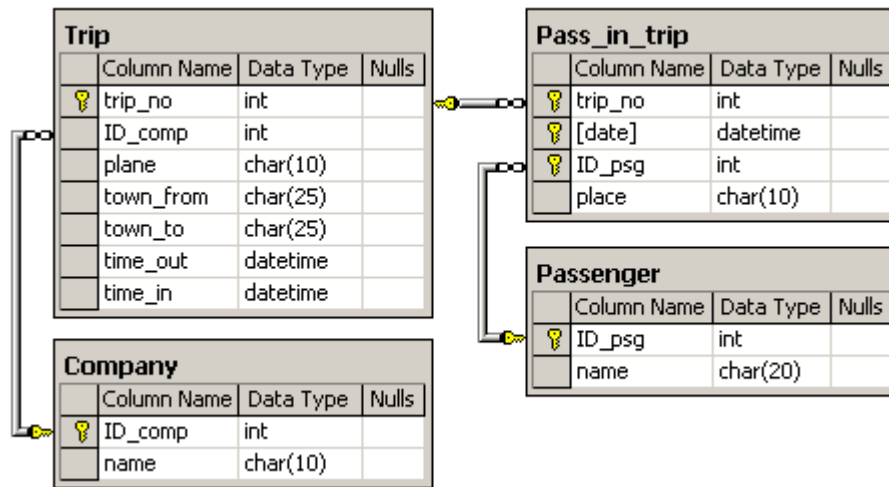 Trip
Column Name Data Type Nulls
trip_no int
ID_comp int
plane char(10)
town_from char(25)
town_to char(25)
time_out datetime
time_in datetime
Company
Column Name Data Type Nulls
ID_comp int
name char(10)
Pass_in_trip
Column Name Data Type Nulls
trip_no int
[date] datetime
ID_psg int
place char(10)
Passenger
Column Name Data Type Nulls
ID_psg int
name char(20)